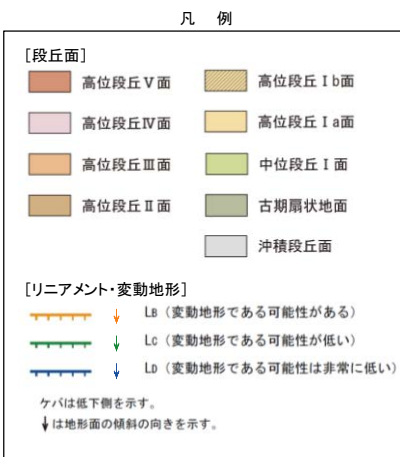 凡 例
[段丘面]
高位段丘Ⅴ面
高位段丘Ⅳ面
高位段丘Ⅲ面
高位段丘Ⅱ面
高位段丘Ⅰb面
高位段丘Ⅰa面
中位段丘Ⅰ面
古期扇状地面
沖積段丘面
[リニアメント・変動地形]
LB（変動地形である可能性がある）
LC（変動地形である可能性が低い）
LD（変動地形である可能性は非常に低い）
ケバは低下側を示す。
↓は地形面の傾斜の向きを示す。